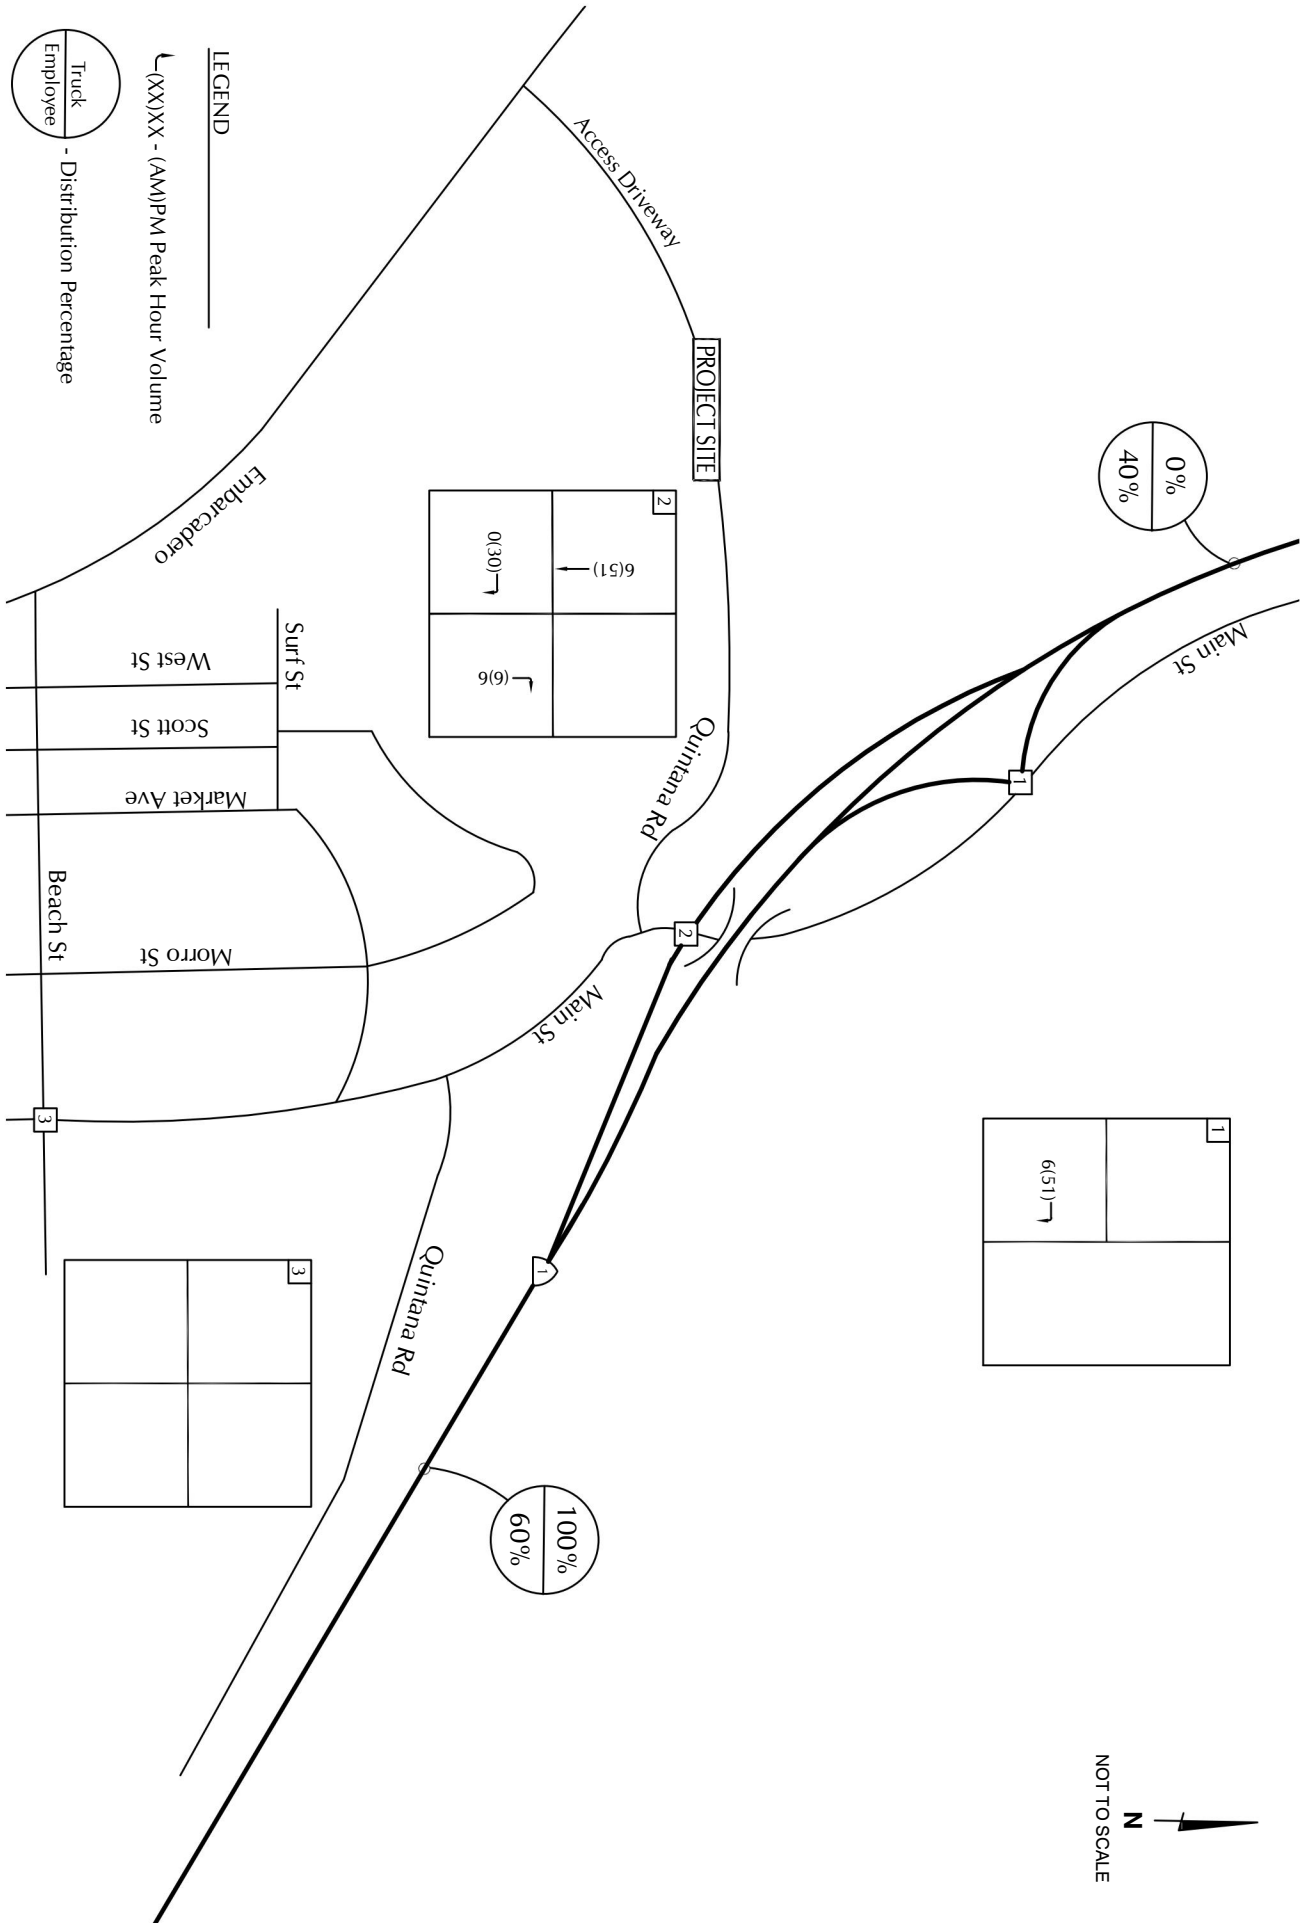 NOT TO SCALE
N
0%
40%
Main St
1
1
6(51)
PROJECT SITE
Access Driveway
2
6(51)
0(30)
(6)6
Quintana Rd
2
Main St
1
100%
60%
Quintana Rd
Embarcadero
Surf St
West St
Scott St
Market Ave
Morro St
Beach St
3
3
LEGEND
(XX)XX - (AM)PM Peak Hour Volume
Truck
Employee
- Distribution Percentage